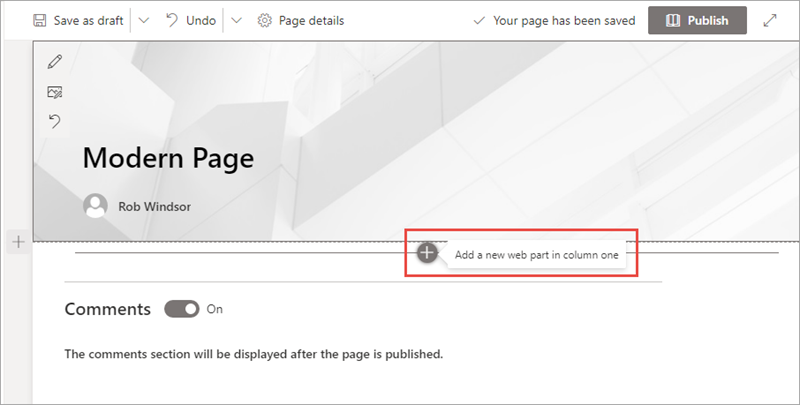 Save as draft Undo Page details Your page has been saved Publish
Modern Page
Rob Windsor
Add a new web part in column one
Comments On
The comments section will be displayed after the page is published.